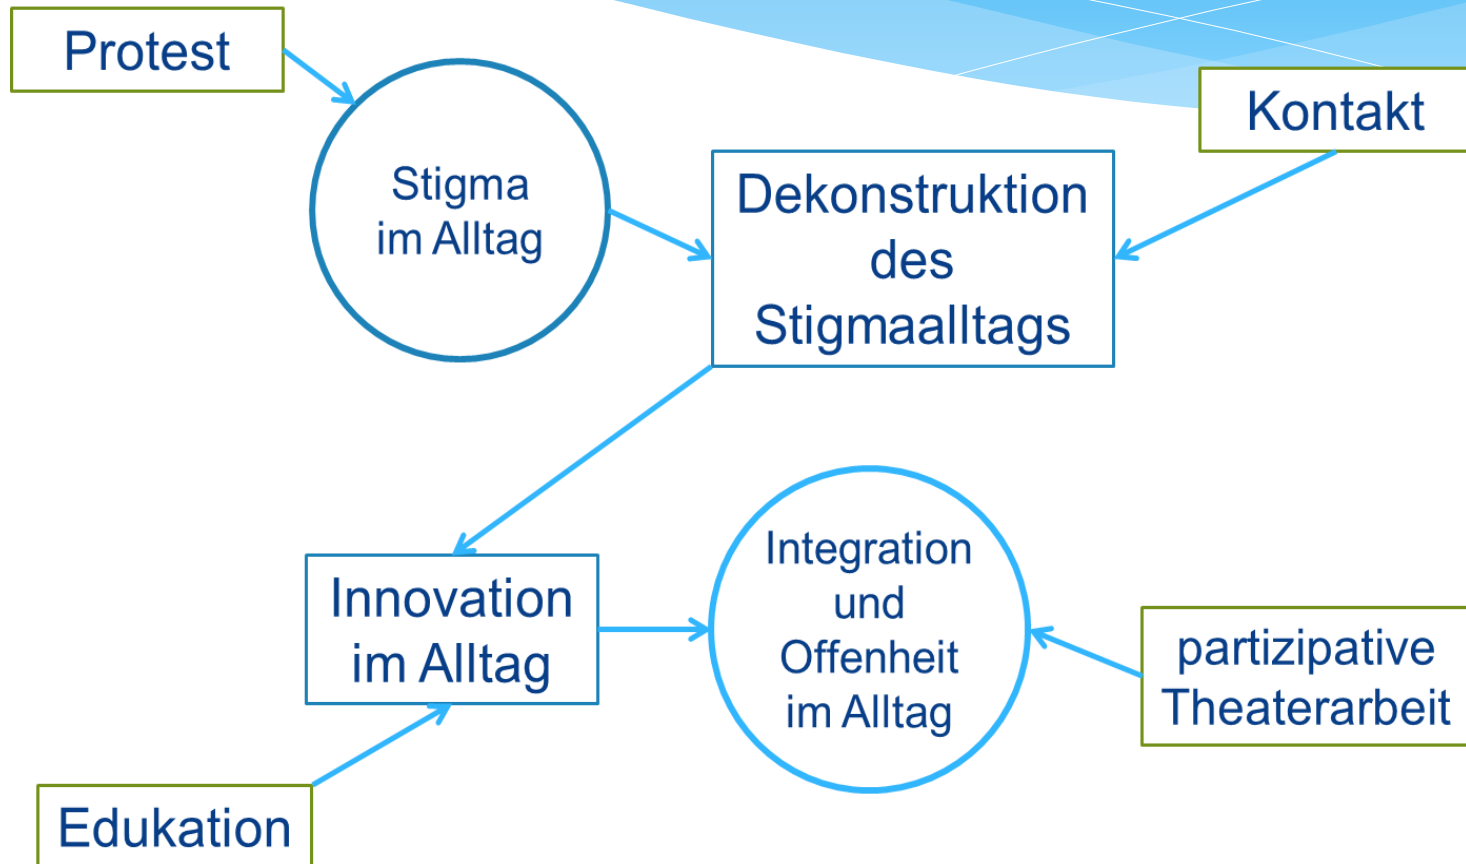 Protest
Kontakt
Stigma
im Alltag
Dekonstruktion
des
Stigmaalltags
Innovation
im Alltag
Integration
und
Offenheit
im Alltag
partizipative
Theaterarbeit
Edukation